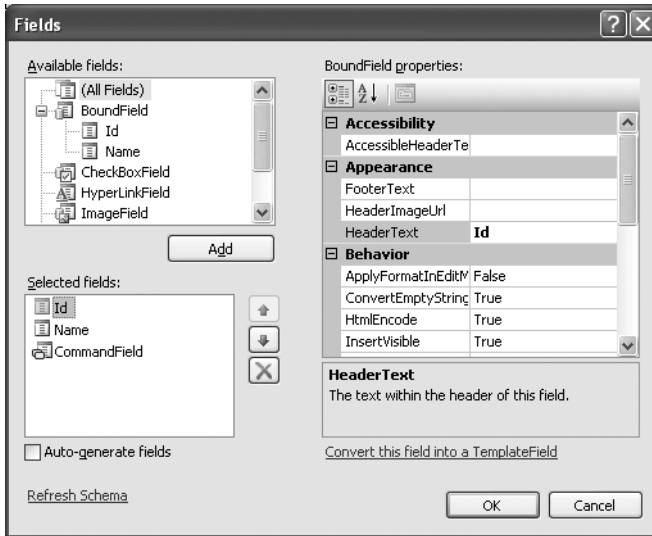 Fields
Available fields:
(All Fields)
BoundField
Id
Name
CheckBoxField
HyperLinkField
ImageField
Add
Selected fields:
Id
Name
CommandField
Auto-generate fields
Refresh Schema
BoundField properties:
Accessibility
AccessibleHeaderTe
Appearance
FooterText
HeaderImageUrl
HeaderText Id
Behavior
ApplyFormatInEditM False
ConvertEmptyString True
HtmlEncode True
InsertVisible True
HeaderText
The text within the header of this field.
Convert this field into a TemplateField
OK Cancel